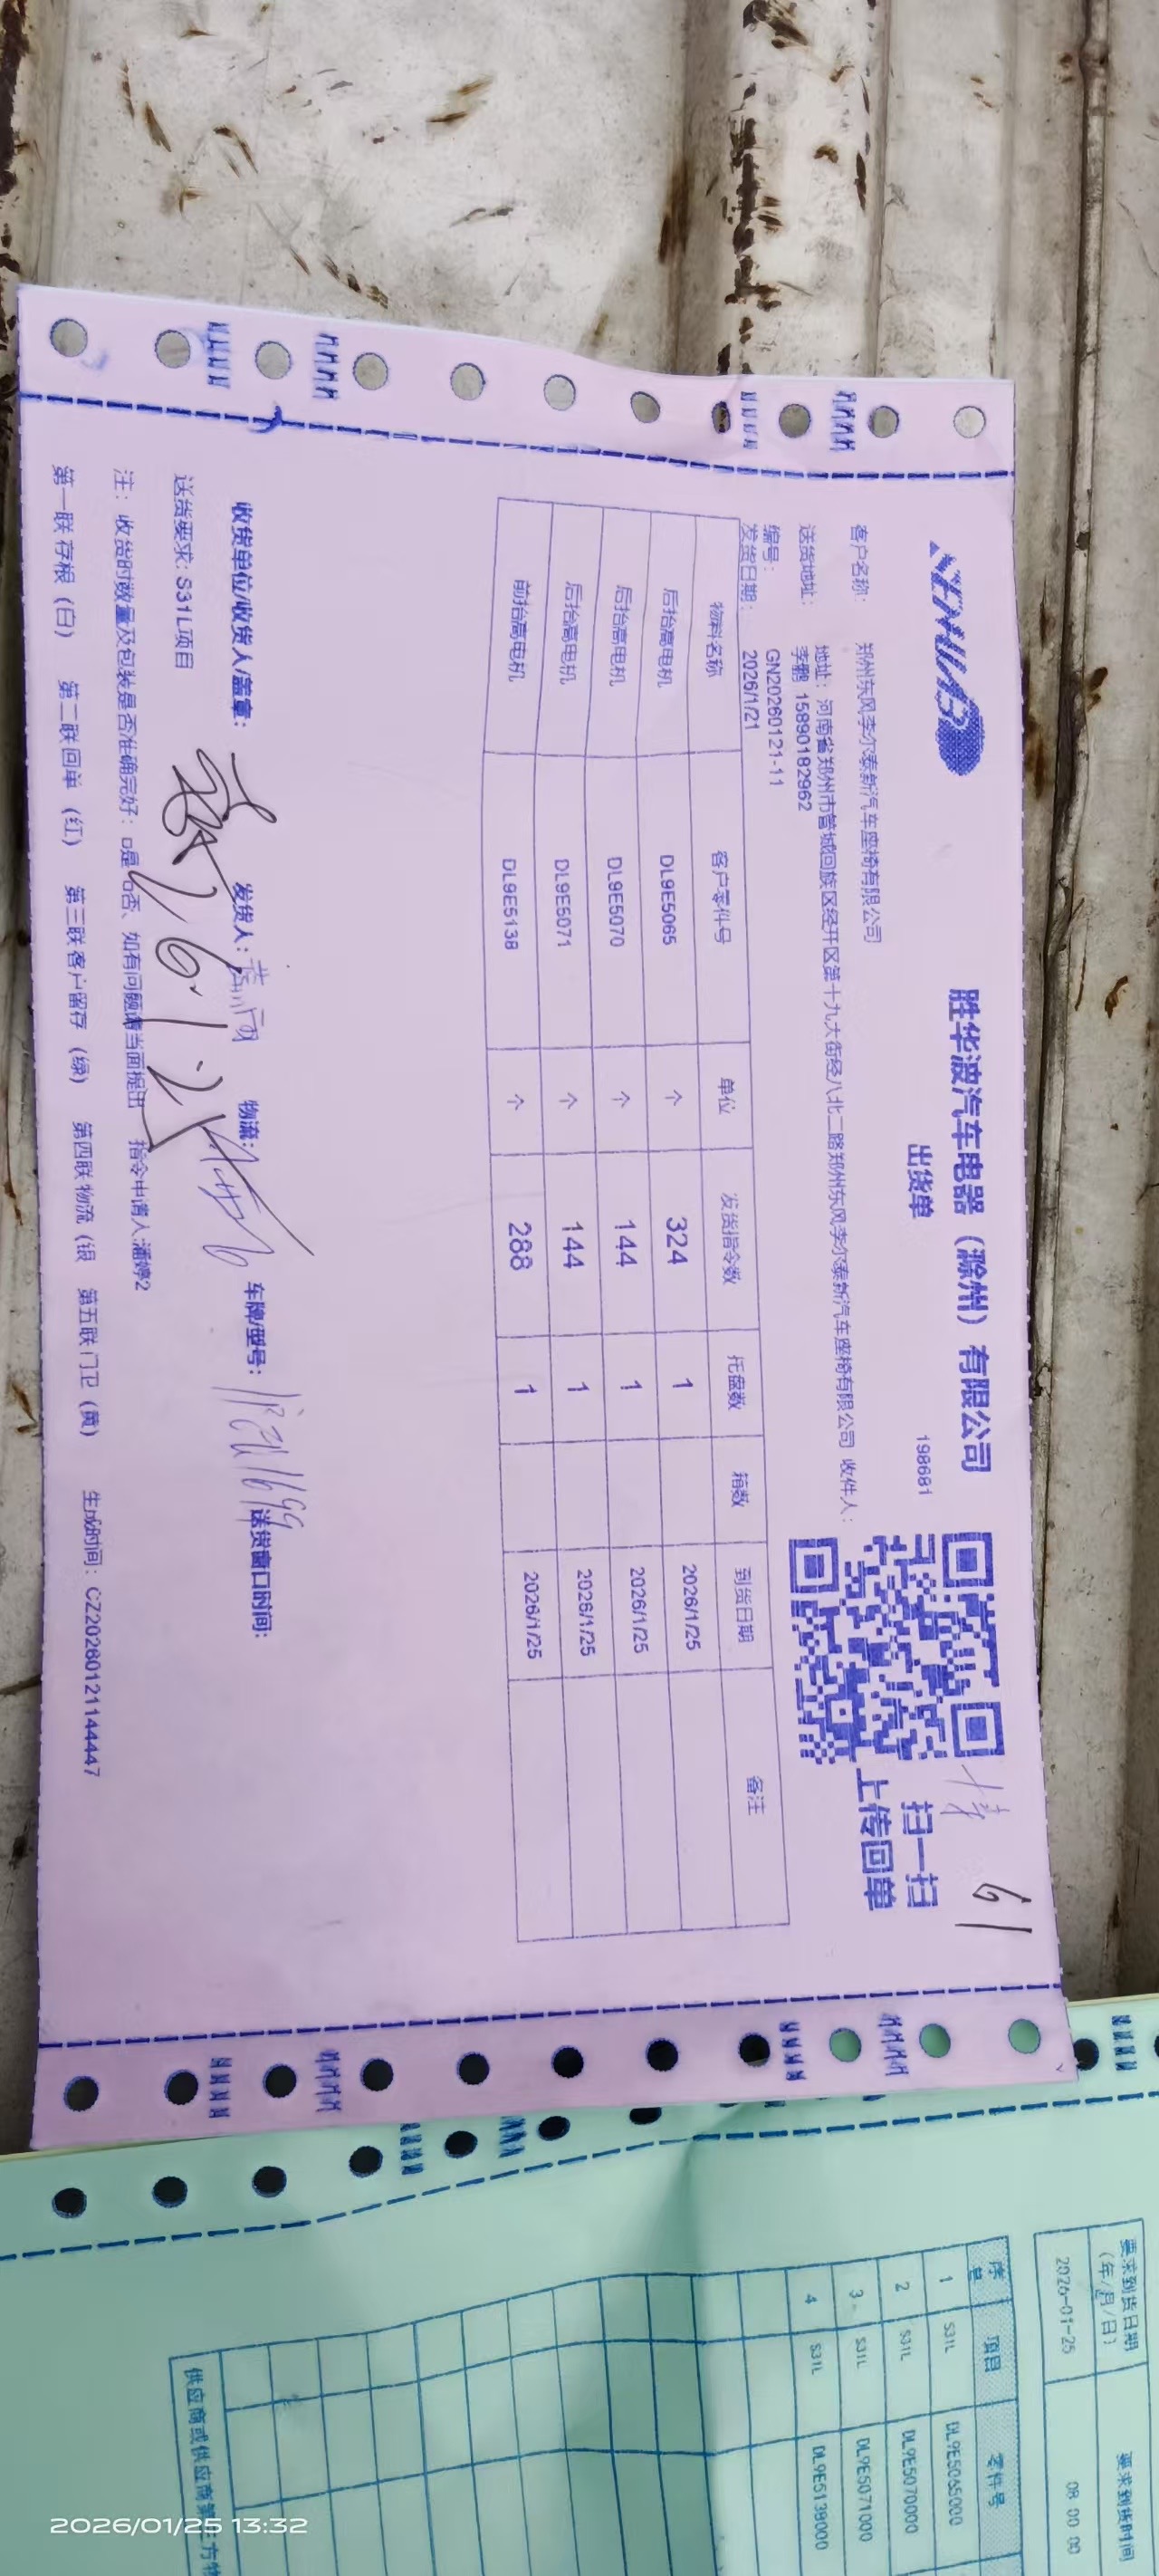 SENHUABO
胜华波汽车电器（滁州）有限公司
出货单
198681
扫一扫
上传回单
61
客户名称： 郑州东风李尔泰新汽车座椅有限公司
送货地址： 地址：河南省郑州市管城回族区经开区第十九大街经八北二路郑州东风李尔泰新汽车座椅有限公司 收件人：
李鹏 15890182962
编号： GN20260121-11
发货日期： 2026/1/21
物料名称 客户零件号 单位 发货指令数 托盘数 箱数 到货日期 备注
后抬高电机 DL9E5065 个 324 1 2026/1/25
后抬高电机 DL9E5070 个 144 1 2026/1/25
后抬高电机 DL9E5071 个 144 1 2026/1/25
前抬高电机 DL9E5138 个 288 1 2026/1/25
收货单位/收货人/盖章： 发货人： 物流： 车牌/型号： 送货窗口时间：
送货要求：S31L项目
注：收货时数量及包装是否准确完好：□是 □否、如有问题请当面提出 指令申请人:潘婷2
第一联 存根（白） 第二联 回单（红） 第三联 客户留存（绿） 第四联 物流（银 第五联 门卫（黄） 生成时间：CZ20260121144447
要求到货日期
（年/月/日） 要求到货时间
2026-01-25 08 00 00
序号 项目 零件号
1 S31L DL9E5065000
2 S31L DL9E5070000
3 S31L DL9E5071000
4 S31L DL9E5138000
供应商或供应商第三方物
2026/01/25 13:32